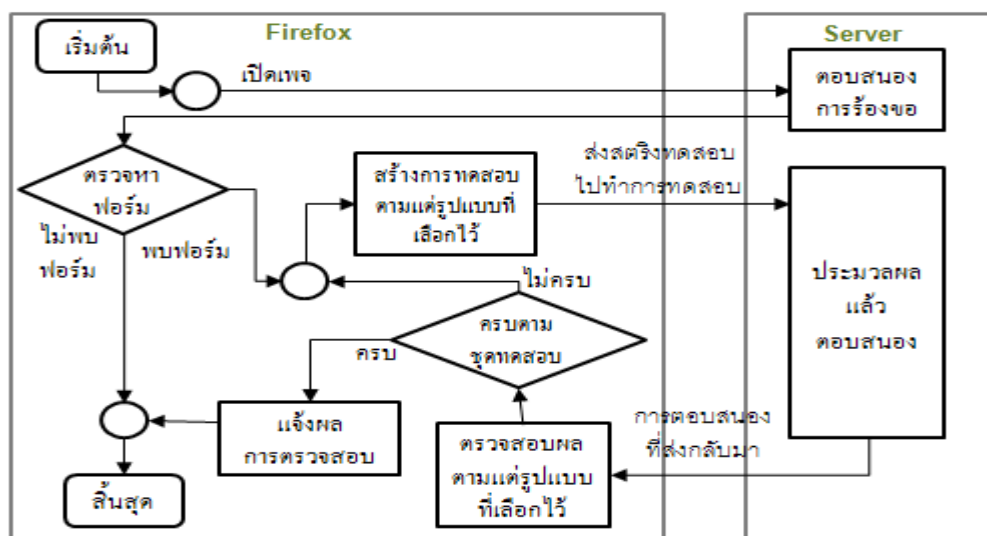 Firefox
Server
เริ่มต้น
เปิดเพจ
ตอบสนอง
การร้องขอ
ตรวจหา
ฟอร์ม
ไม่พบ
ฟอร์ม
พบฟอร์ม
สร้างการทดสอบ
ตามแต่รูปแบบที่
เลือกไว้
ส่งสตริงทดสอบ
ไปทำการทดสอบ
ประมวลผล
แล้ว
ตอบสนอง
ไม่ครบ
ครบตาม
ชุดทดสอบ
ครบ
แจ้งผล
การตรวจสอบ
ตรวจสอบผล
ตามแต่รูปแบบ
ที่เลือกไว้
การตอบสนอง
ที่ส่งกลับมา
สิ้นสุด